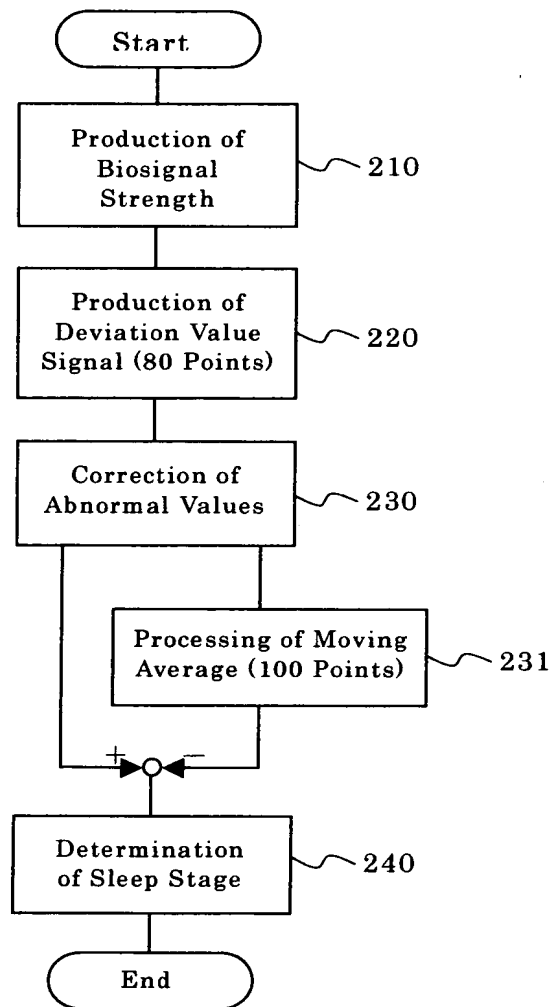 Start
Production of
Biosignal
Strength
210
Production of
Deviation Value
Signal (80 Points)
220
Correction of
Abnormal Values
230
Processing of Moving
Average (100 Points)
231
+ −
Determination
of Sleep Stage
240
End